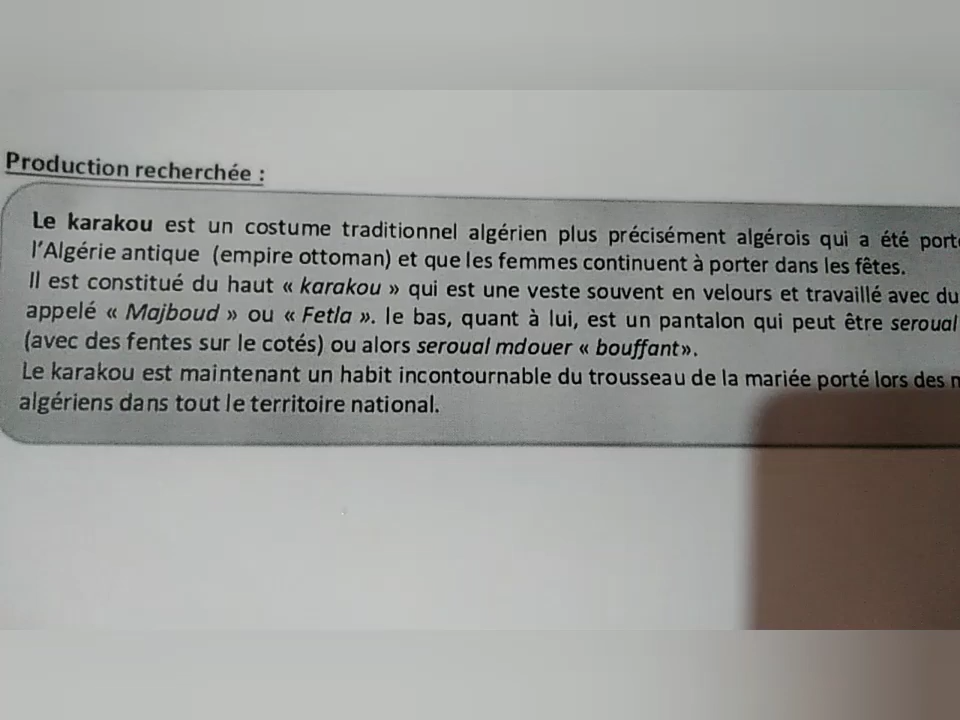 Production recherchée :
Le karakou est un costume traditionnel algérien plus précisément algérois qui a été
l'Algérie antique (empire ottoman) et que les femmes continuent à porter dans les fêtes.
Il est constitué du haut « karakou » qui est une veste souvent en velours et travaillé avec du
appelé « Majboud » ou « Fetla ». le bas, quant à lui, est un pantalon qui peut être seroual
(avec des fentes sur le cotés) ou alors seroual mdouer « bouffant».
Le karakou est maintenant un habit incontournable du trousseau de la mariée porté lors des
algériens dans tout le territoire national.